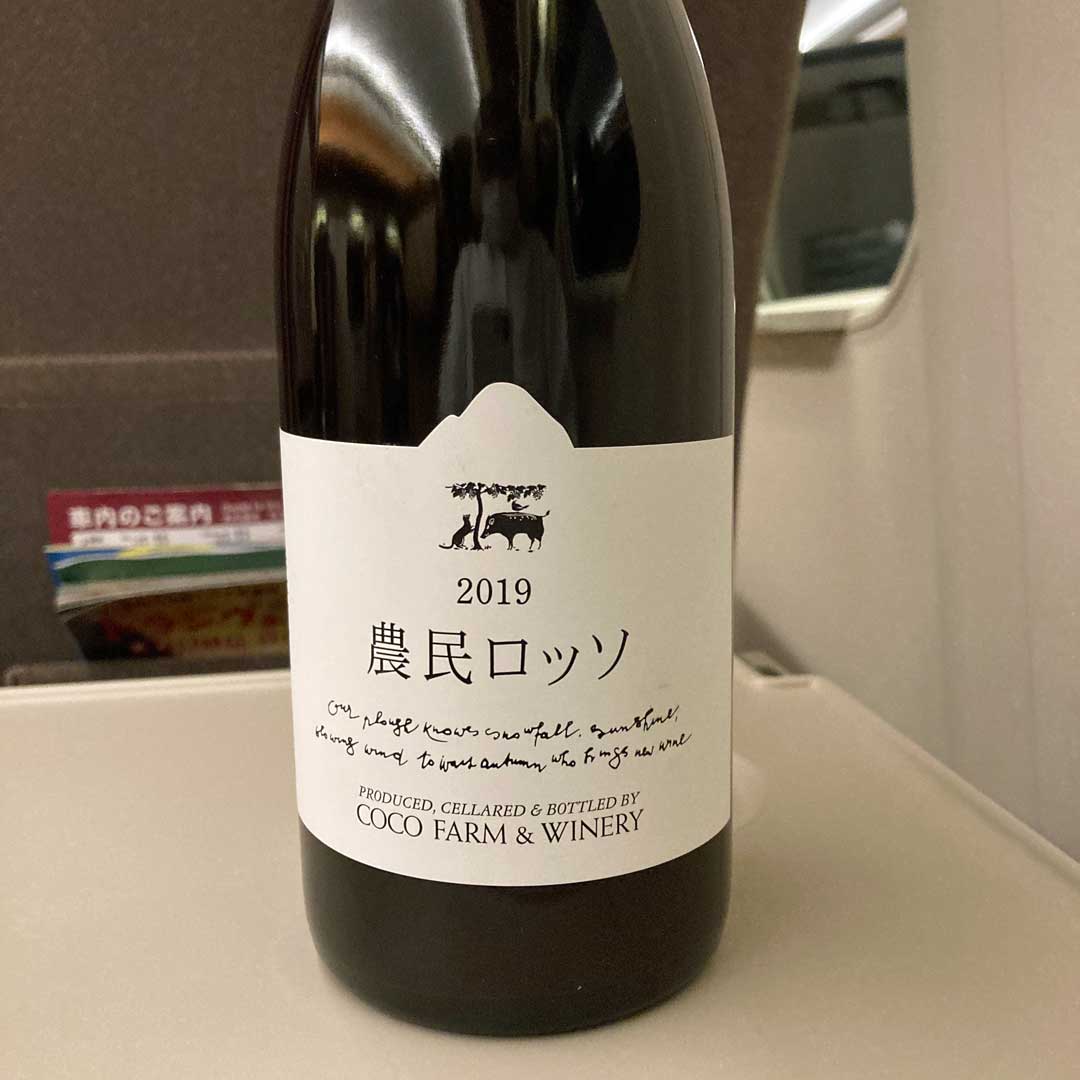 車内のご案内
2019
農民ロッソ
Our plough knows snowfall, sunshine,
blowing wind to wait autumn who brings new wine
PRODUCED, CELLARED & BOTTLED BY
COCO FARM & WINERY